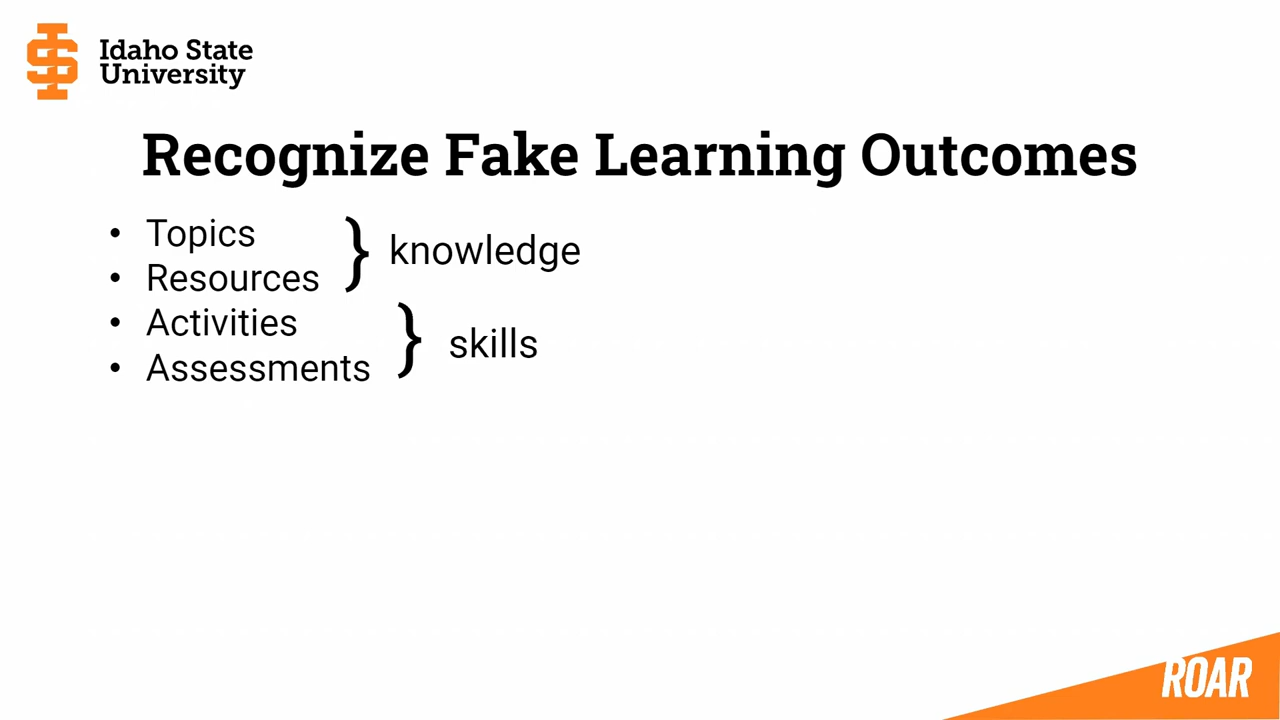 Idaho State
University
Recognize Fake Learning Outcomes
• Topics
• Resources
} knowledge
• Activities
• Assessments
} skills
ROAR